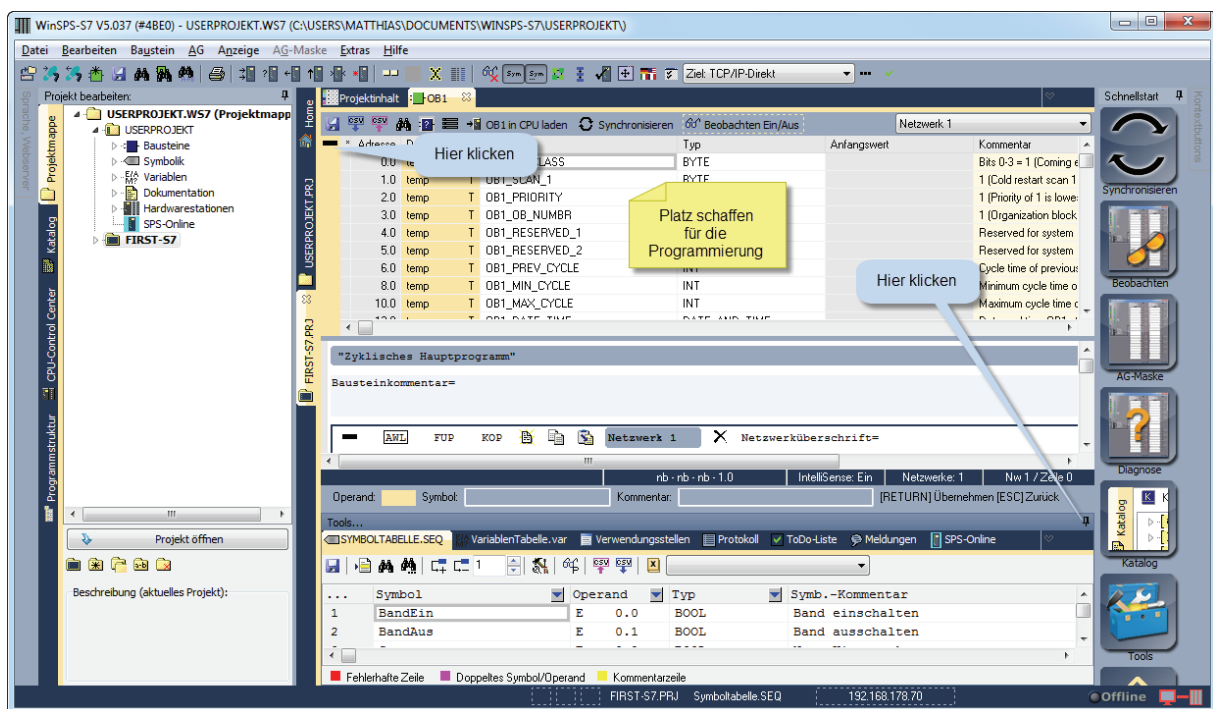 WinSPS-S7 V5.037 (#4BE0) - USERPROJEKT.WS7 (C:\USERS\MATTHIAS\DOCUMENTS\WINSPS-S7\USERPROJEKT\)
Datei Bearbeiten Baustein AG Anzeige AG-Maske Extras Hilfe
Ziel: TCP/IP-Direkt
Projekt bearbeiten:
Sprache, Webserver
Projektmappe
Katalog
CPU-Control Center
Programmstruktur
USERPROJEKT.WS7 (Projektmapp
USERPROJEKT
Bausteine
Symbolik
Variablen
Dokumentation
Hardwarestationen
SPS-Online
FIRST-S7
Projekt öffnen
Beschreibung (aktuelles Projekt):
Home
USERPROJEKT.PRJ
FIRST-S7.PRJ
Projektinhalt OB1
OB1 in CPU laden Synchronisieren Beobachten Ein/Aus Netzwerk 1
Adresse Typ Anfangswert Kommentar
Hier klicken
0.0 BYTE Bits 0-3 = 1 (Coming e
1.0 temp T OB1_SCAN_1 BYTE 1 (Cold restart scan 1
2.0 temp T OB1_PRIORITY 1 (Priority of 1 is lowe
3.0 temp T OB1_OB_NUMBR 1 (Organization block
4.0 temp T OB1_RESERVED_1 Reserved for system
5.0 temp T OB1_RESERVED_2 Reserved for system
6.0 temp T OB1_PREV_CYCLE INT Cycle time of previous
8.0 temp T OB1_MIN_CYCLE INT Minimum cycle time o
10.0 temp T OB1_MAX_CYCLE INT Maximum cycle time o
Platz schaffen
für die
Programmierung
Hier klicken
"Zyklisches Hauptprogramm"
Bausteinkommentar=
AWL FUP KOP Netzwerk 1 Netzwerküberschrift=
nb - nb - nb - 1.0 IntelliSense: Ein Netzwerke: 1 Nw 1 / Zeile 0
Operand: Symbol: Kommentar: [RETURN] Übernehmen [ESC] Zurück
Tools...
SYMBOLTABELLE.SEQ VariablenTabelle.var Verwendungsstellen Protokoll ToDo-Liste Meldungen SPS-Online
1
... Symbol Operand Typ Symb.-Kommentar
1 BandEin E 0.0 BOOL Band einschalten
2 BandAus E 0.1 BOOL Band ausschalten
Fehlerhafte Zeile Doppeltes Symbol/Operand Kommentarzeile
FIRST-S7.PRJ Symboltabelle.SEQ 192.168.178.70 Offline
Schnellstart
Synchronisieren
Beobachten
AG-Maske
Diagnose
Katalog
Katalog
Tools
Kontextbuttons